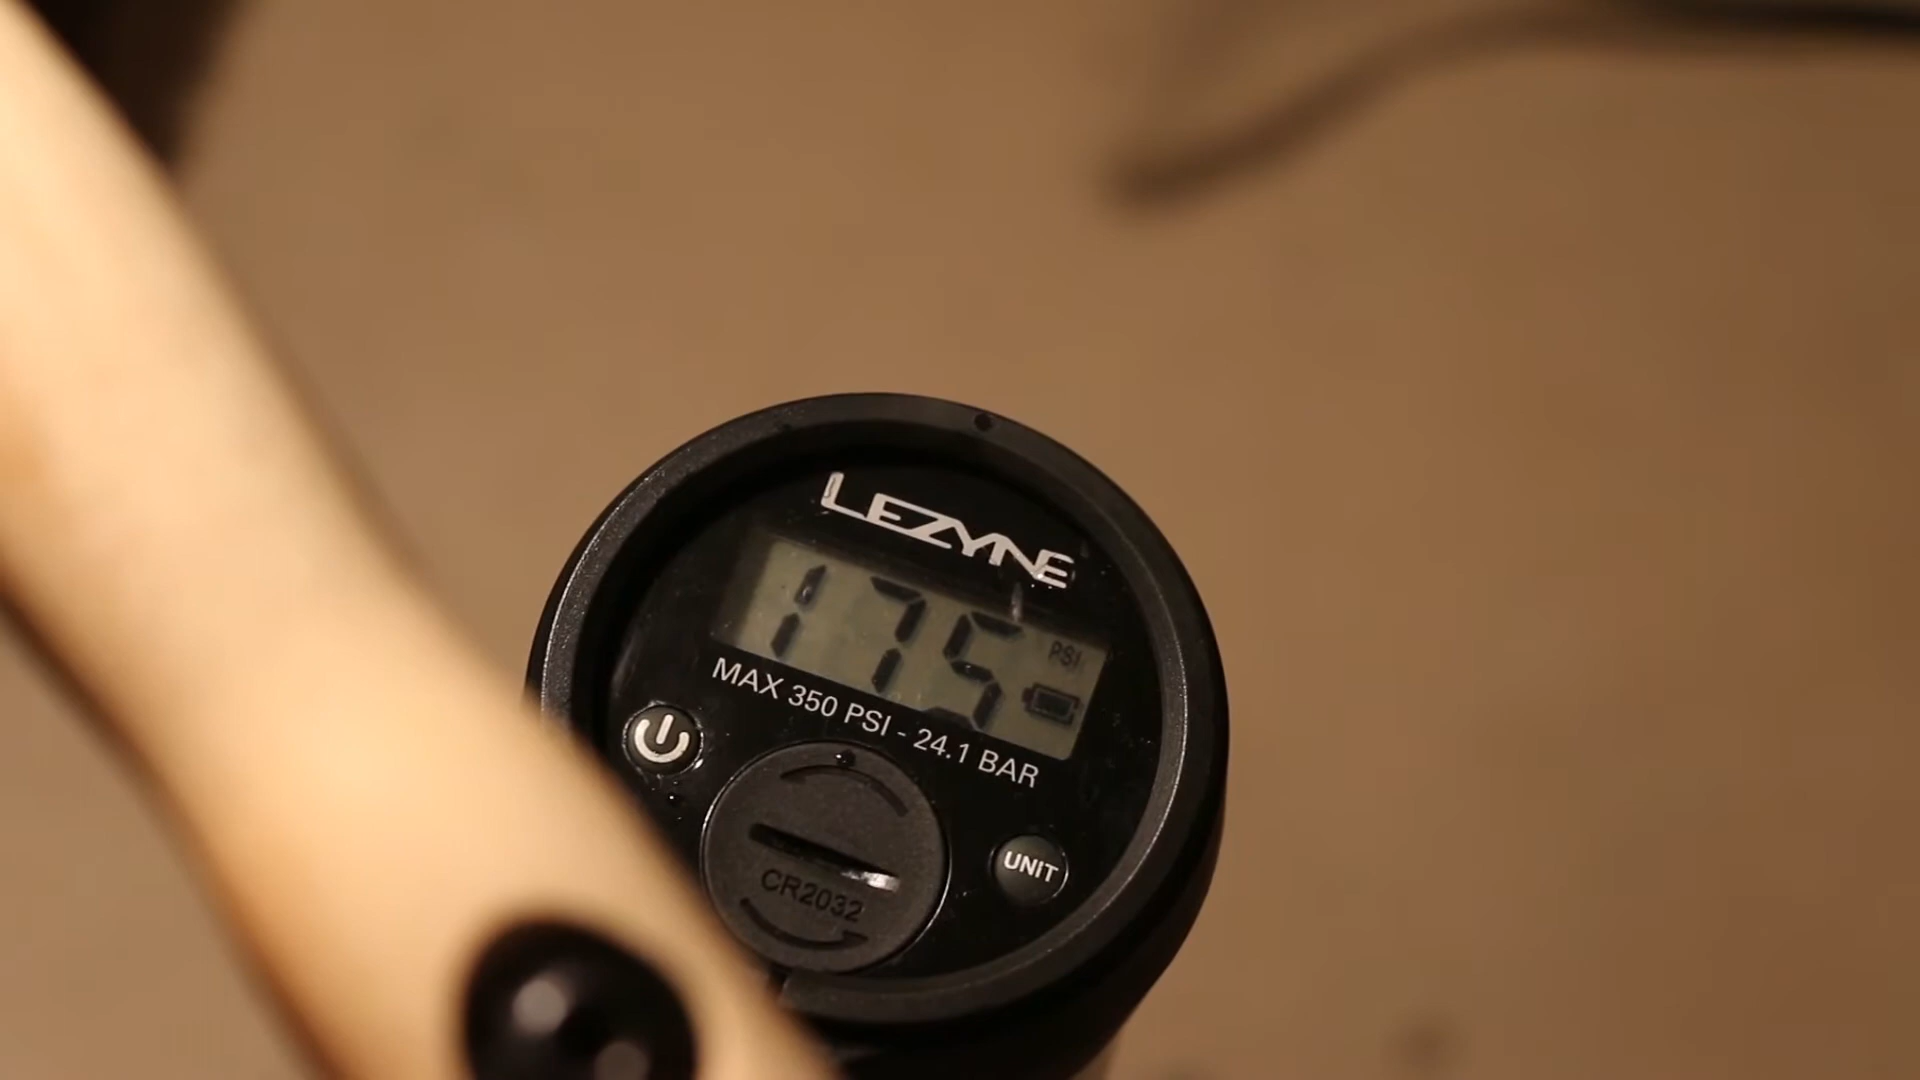 LEZYNE
175 PSI
MAX 350 PSI - 24.1 BAR
UNIT
CR2032